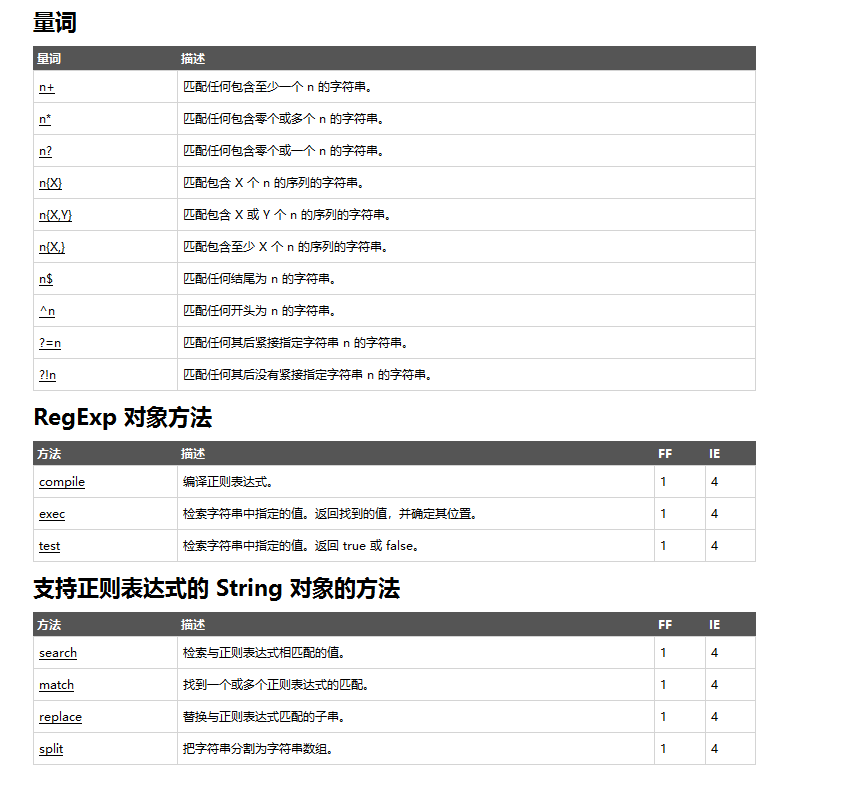 量词
量词 描述
n+ 匹配任何包含至少一个 n 的字符串。
n* 匹配任何包含零个或多个 n 的字符串。
n? 匹配任何包含零个或一个 n 的字符串。
n{X} 匹配包含 X 个 n 的序列的字符串。
n{X,Y} 匹配包含 X 或 Y 个 n 的序列的字符串。
n{X,} 匹配包含至少 X 个 n 的序列的字符串。
n$ 匹配任何结尾为 n 的字符串。
^n 匹配任何开头为 n 的字符串。
?=n 匹配任何其后紧接指定字符串 n 的字符串。
?!n 匹配任何其后没有紧接指定字符串 n 的字符串。
RegExp 对象方法
方法 描述 FF IE
compile 编译正则表达式。 1 4
exec 检索字符串中指定的值。返回找到的值，并确定其位置。 1 4
test 检索字符串中指定的值。返回 true 或 false。 1 4
支持正则表达式的 String 对象的方法
方法 描述 FF IE
search 检索与正则表达式相匹配的值。 1 4
match 找到一个或多个正则表达式的匹配。 1 4
replace 替换与正则表达式匹配的子串。 1 4
split 把字符串分割为字符串数组。 1 4